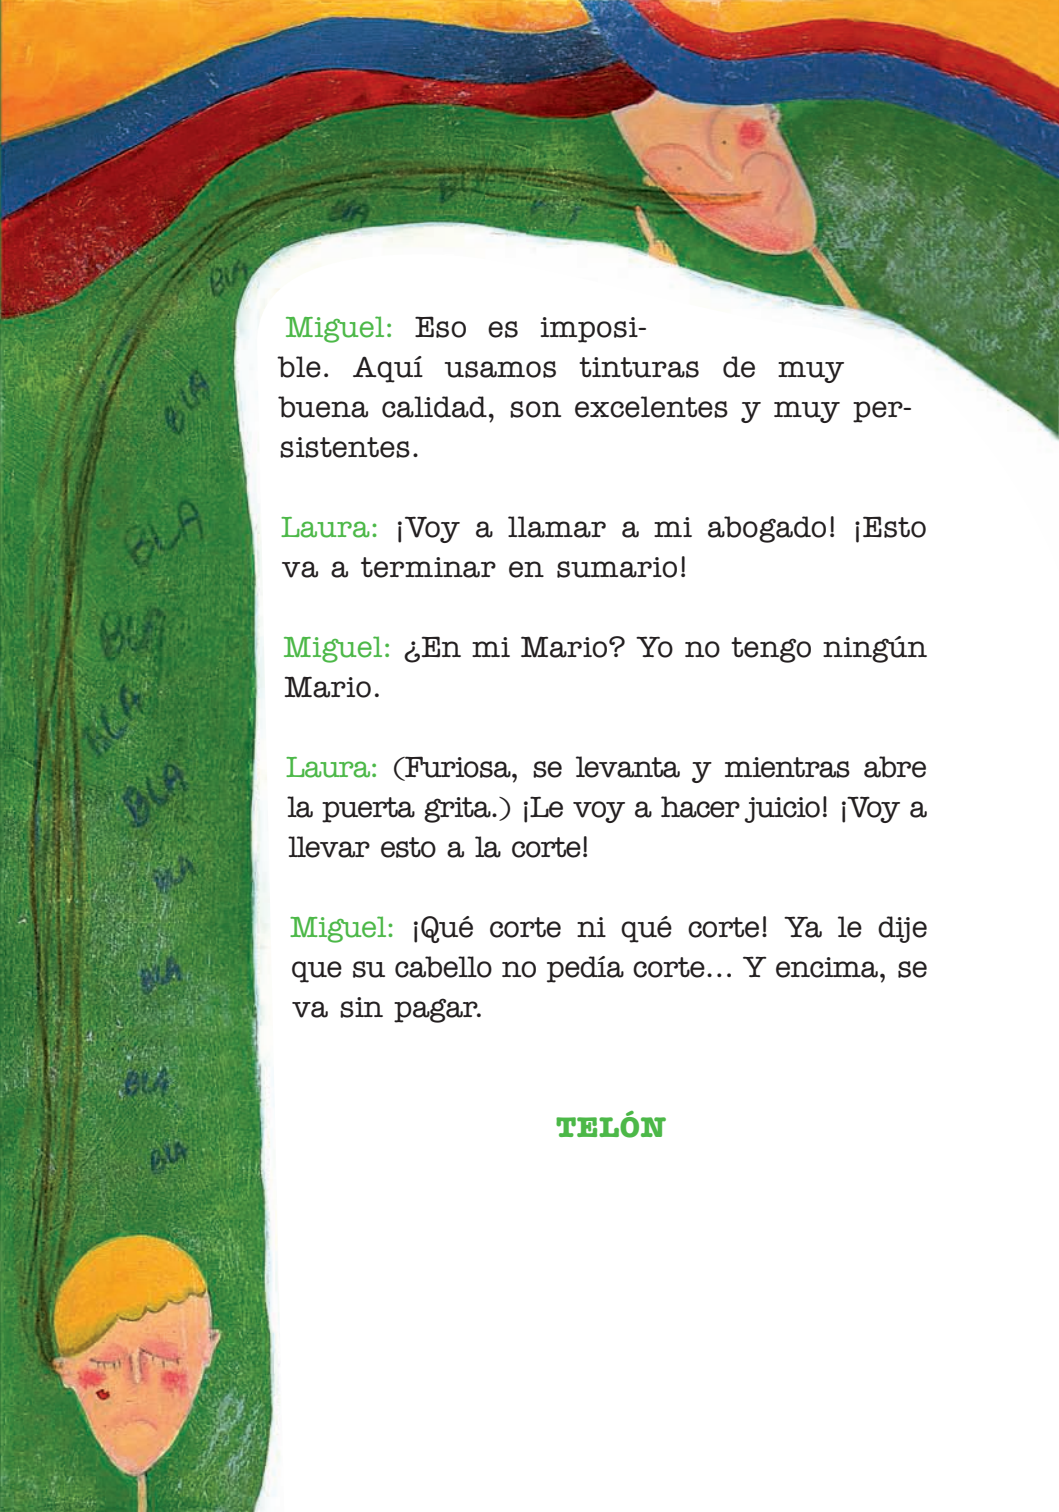 BLA
BLA
BLA
BLA
Miguel: Eso es imposi-
ble. Aquí usamos tinturas de muy
buena calidad, son excelentes y muy per-
sistentes.
Laura: ¡Voy a llamar a mi abogado! ¡Esto
va a terminar en sumario!
Miguel: ¿En mi Mario? Yo no tengo ningún
Mario.
Laura: (Furiosa, se levanta y mientras abre
la puerta grita.) ¡Le voy a hacer juicio! ¡Voy a
llevar esto a la corte!
Miguel: ¡Qué corte ni qué corte! Ya le dije
que su cabello no pedía corte... Y encima, se
va sin pagar.
TELÓN
BLA
BLA
BLA
BLA
BLA
BLA
BLA
BLA